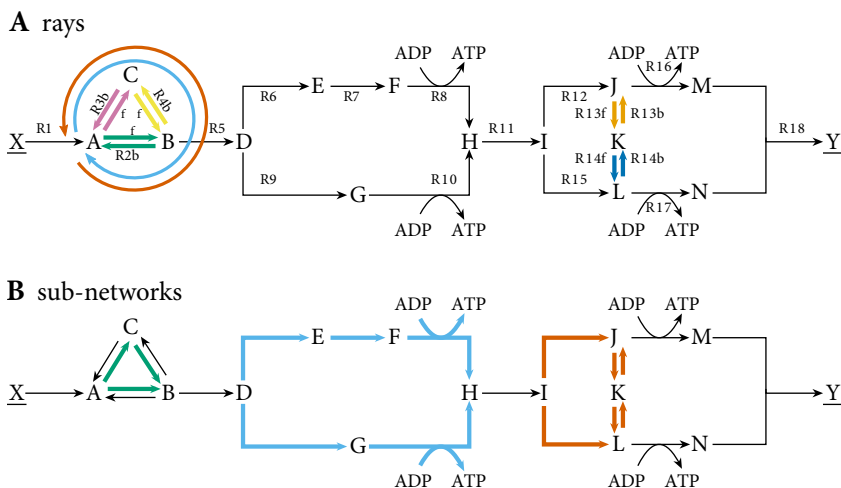 A rays
ADP ATP
R16
C
E F J M
R6 R7 R8 R12
R3b R4b
R13f R13b
f f
R1 f R5 R11 R18
X A B D H I K Y
R2b
R14f R14b
R9 R10 R15
G L N
R17
ADP ATP ADP ATP
ADP ATP
B sub-networks
ADP ATP ADP ATP
C
E F J M
X A B D H I K Y
G L N
ADP ATP ADP ATP